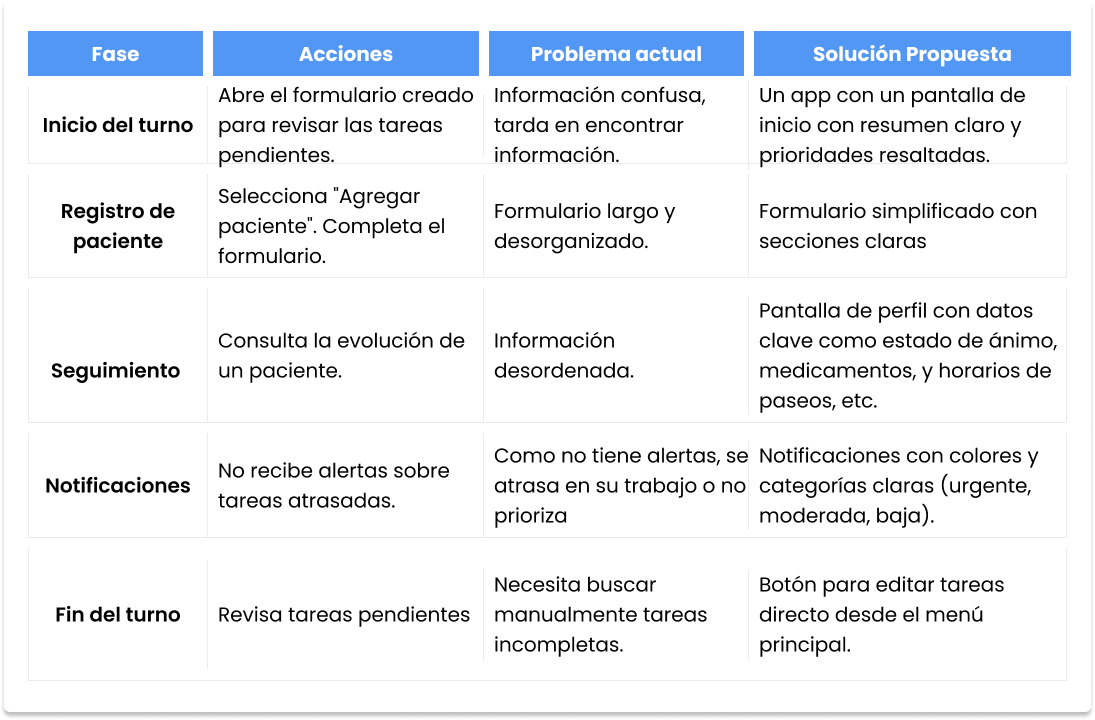 Fase
Acciones
Problema actual
Solución Propuesta
Inicio del turno
Abre el formulario creado
para revisar las tareas
pendientes.
Información confusa,
tarda en encontrar
información.
Un app con un pantalla de
inicio con resumen claro y
prioridades resaltadas.
Registro de
paciente
Selecciona "Agregar
paciente". Completa el
formulario.
Formulario largo y
desorganizado.
Formulario simplificado con
secciones claras
Seguimiento
Consulta la evolución de
un paciente.
Información
desordenada.
Pantalla de perfil con datos
clave como estado de ánimo,
medicamentos, y horarios de
paseos, etc.
Notificaciones
No recibe alertas sobre
tareas atrasadas.
Como no tiene alertas, se
atrasa en su trabajo o no
prioriza
Notificaciones con colores y
categorías claras (urgente,
moderada, baja).
Fin del turno
Revisa tareas pendientes
Necesita buscar
manualmente tareas
incompletas.
Botón para editar tareas
directo desde el menú
principal.